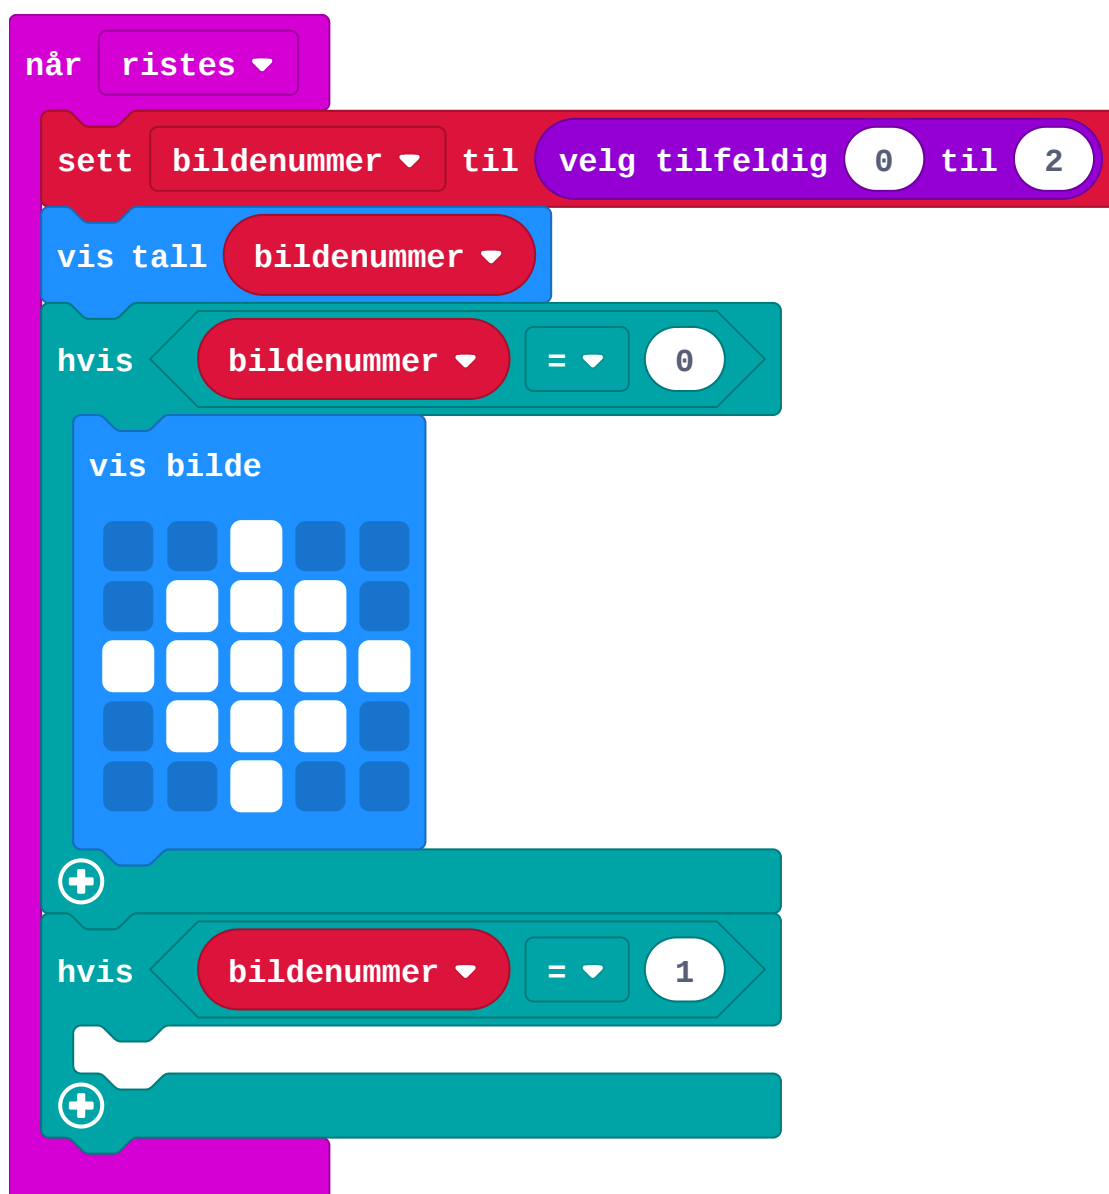 når ristes
sett bildenummer til velg tilfeldig 0 til 2
vis tall bildenummer
hvis bildenummer = 0
vis bilde
hvis bildenummer = 1